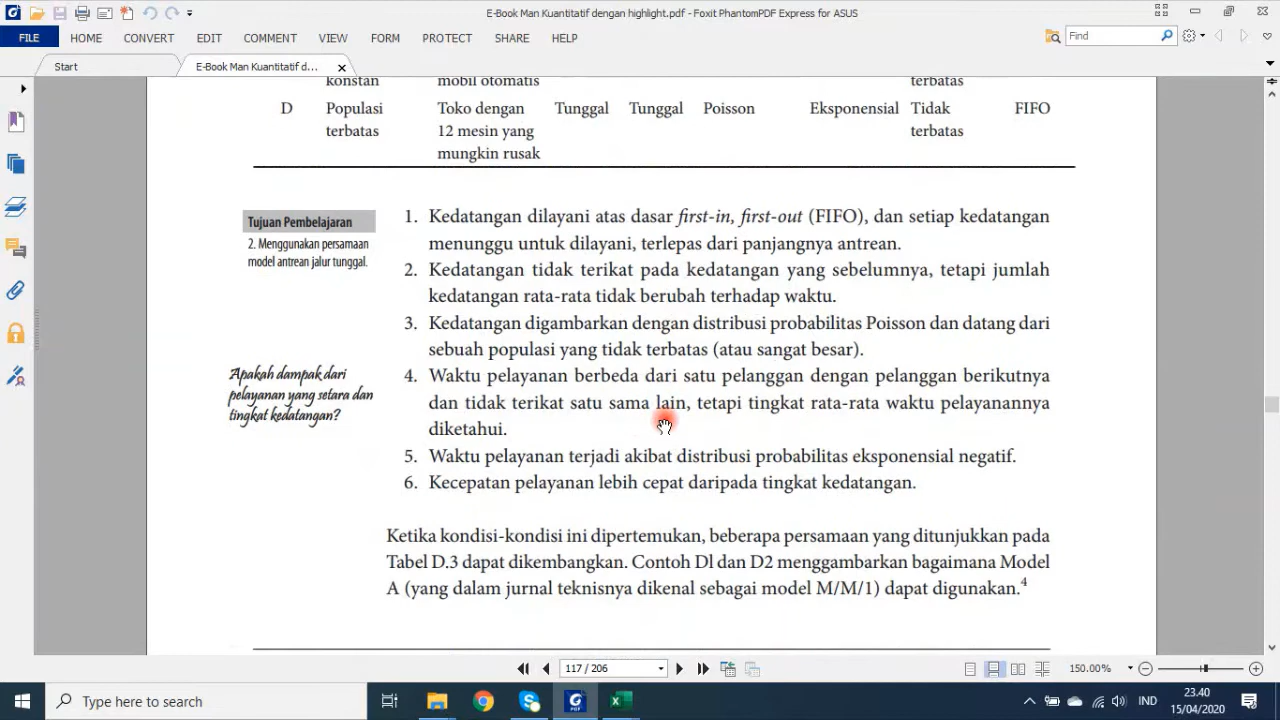 E-Book Man Kuantitatif dengan highlight.pdf - Foxit PhantomPDF Express for ASUS
FILE HOME CONVERT EDIT COMMENT VIEW FORM PROTECT SHARE HELP
Find
Start
E-Book Man Kuantitatif d...
konstan mobil otomatis terbatas
D Populasi Toko dengan Tunggal Tunggal Poisson Eksponensial Tidak FIFO
terbatas 12 mesin yang terbatas
mungkin rusak
Tujuan Pembelajaran
2. Menggunakan persamaan
model antrean jalur tunggal.
1. Kedatangan dilayani atas dasar first-in, first-out (FIFO), dan setiap kedatangan
menunggu untuk dilayani, terlepas dari panjangnya antrean.
2. Kedatangan tidak terikat pada kedatangan yang sebelumnya, tetapi jumlah
kedatangan rata-rata tidak berubah terhadap waktu.
3. Kedatangan digambarkan dengan distribusi probabilitas Poisson dan datang dari
sebuah populasi yang tidak terbatas (atau sangat besar).
Apakah dampak dari
pelayanan yang setara dan
tingkat kedatangan?
4. Waktu pelayanan berbeda dari satu pelanggan dengan pelanggan berikutnya
dan tidak terikat satu sama lain, tetapi tingkat rata-rata waktu pelayanannya
diketahui.
5. Waktu pelayanan terjadi akibat distribusi probabilitas eksponensial negatif.
6. Kecepatan pelayanan lebih cepat daripada tingkat kedatangan.
Ketika kondisi-kondisi ini dipertemukan, beberapa persamaan yang ditunjukkan pada
Tabel D.3 dapat dikembangkan. Contoh Dl dan D2 menggambarkan bagaimana Model
A (yang dalam jurnal teknisnya dikenal sebagai model M/M/1) dapat digunakan.4
117 / 206
150.00%
Type here to search
IND
23.40
15/04/2020